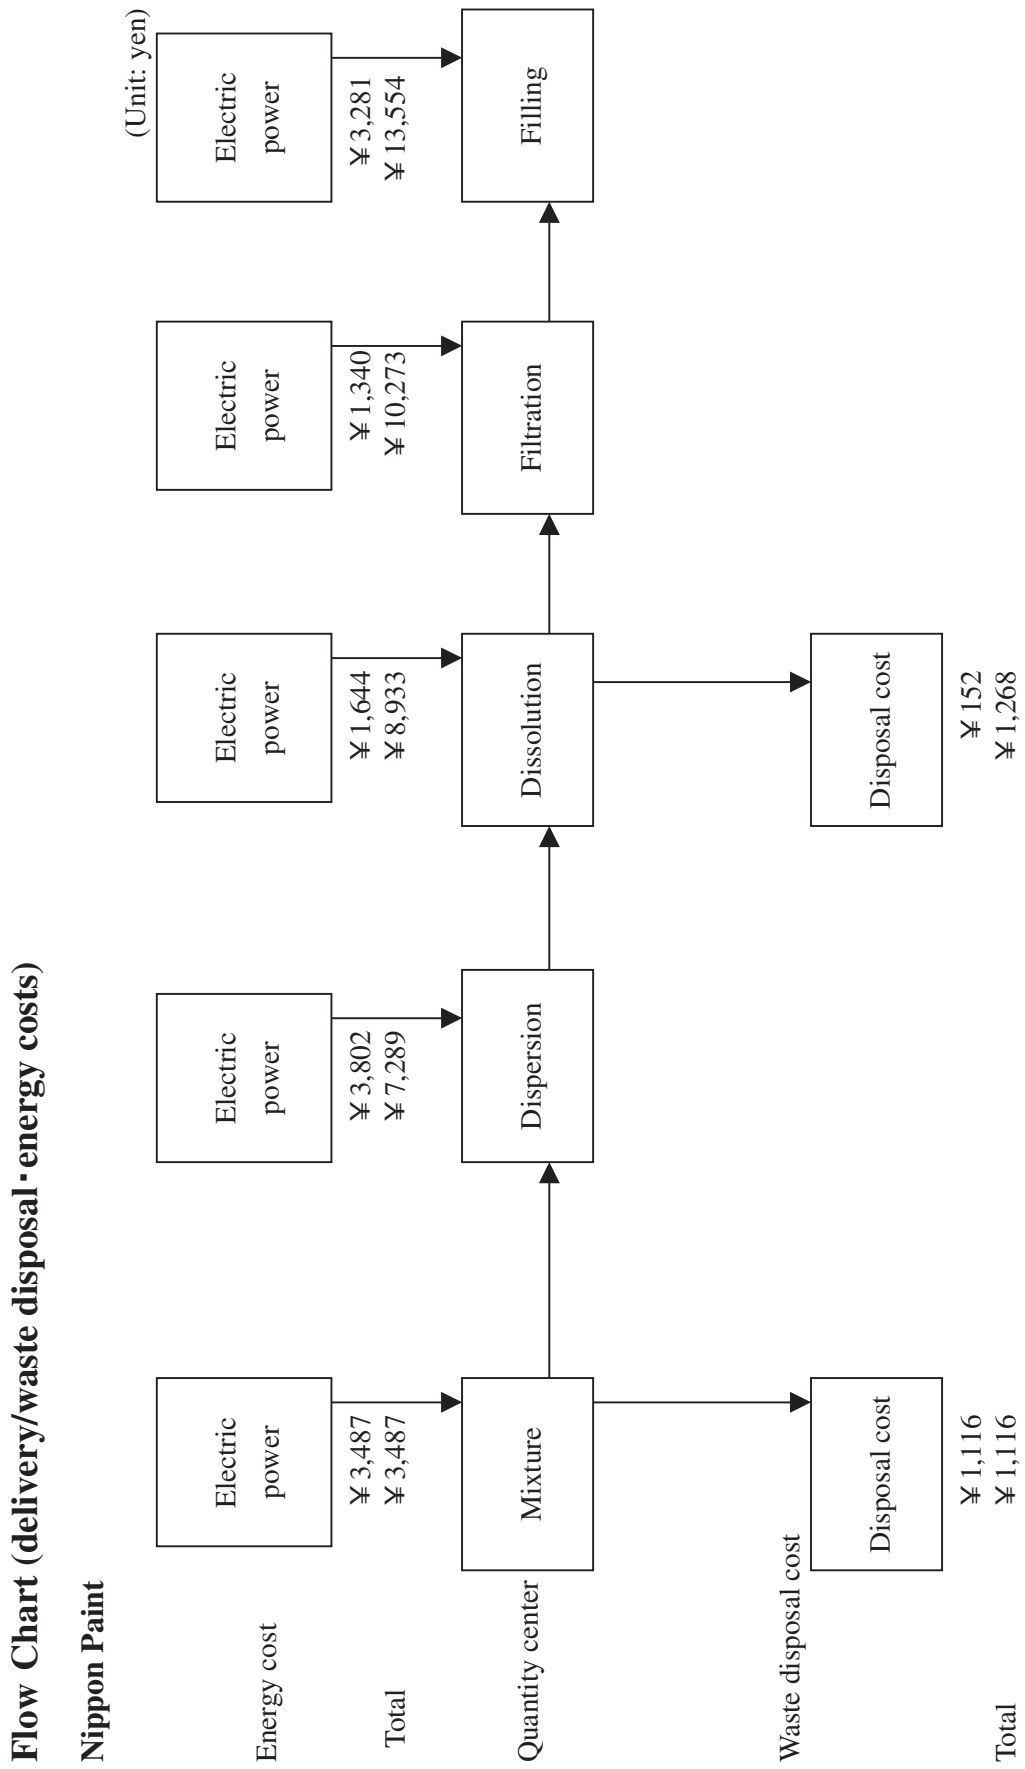 Flow Chart (delivery/waste disposal・energy costs)
Nippon Paint
(Unit: yen)
Energy cost
Electric
power
Electric
power
Electric
power
Electric
power
Electric
power
¥3,487
¥3,802
¥1,644
¥1,340
¥3,281
Total
¥3,487
¥7,289
¥8,933
¥10,273
¥13,554
Quantity center
Mixture
Dispersion
Dissolution
Filtration
Filling
Waste disposal cost
Disposal cost
Disposal cost
¥1,116
¥152
Total
¥1,116
¥1,268